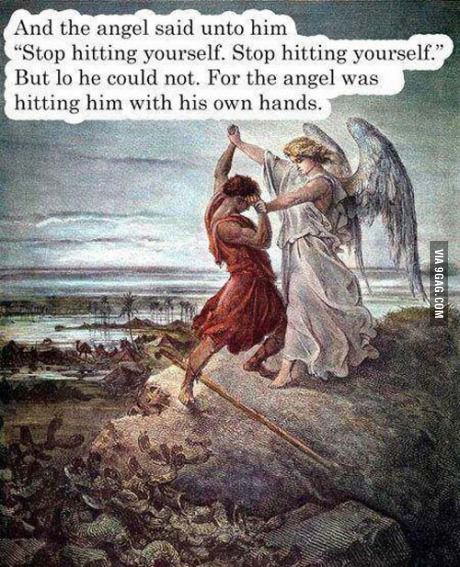 And the angel said unto him
“Stop hitting yourself. Stop hitting yourself.”
But lo he could not. For the angel was
hitting him with his own hands.
VIA 9GAG.COM